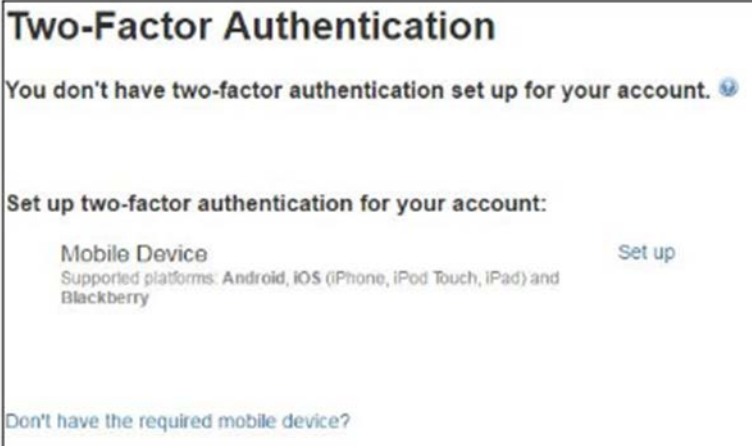 Two-Factor Authentication
You don't have two-factor authentication set up for your account.
Set up two-factor authentication for your account:
Mobile Device
Set up
Supported platforms: Android, iOS (iPhone, iPod Touch, iPad) and
Blackberry
Don't have the required mobile device?